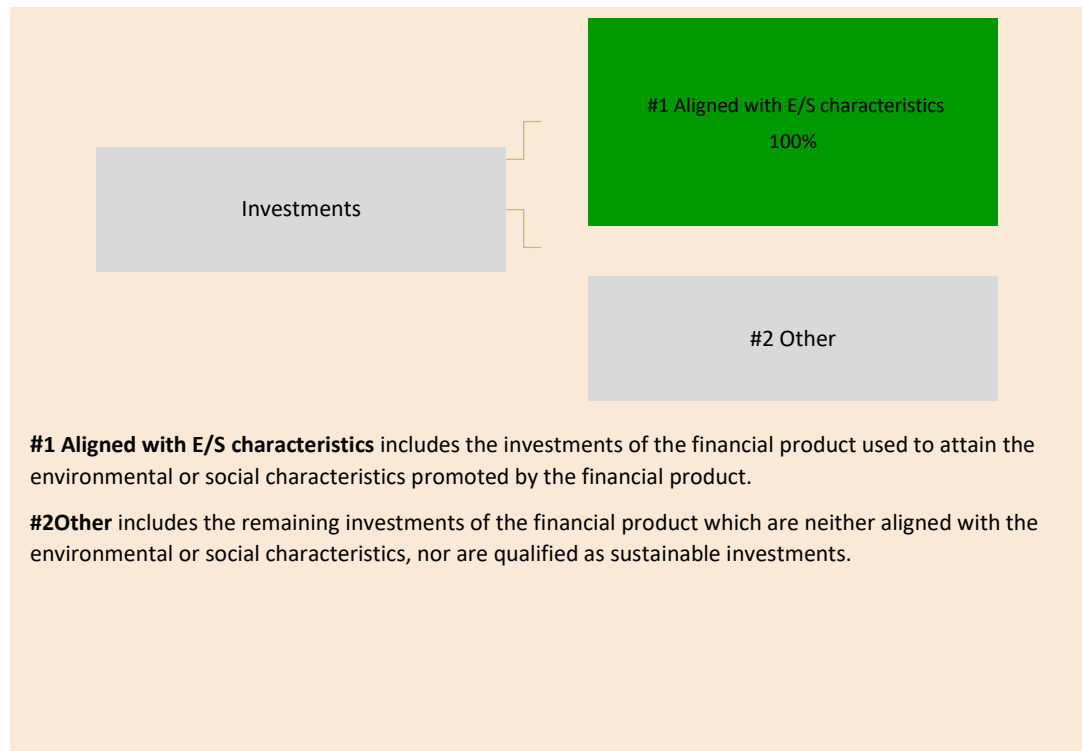 #1 Aligned with E/S characteristics
100%
Investments
#2 Other
#1 Aligned with E/S characteristics includes the investments of the financial product used to attain the
environmental or social characteristics promoted by the financial product.
#2Other includes the remaining investments of the financial product which are neither aligned with the
environmental or social characteristics, nor are qualified as sustainable investments.